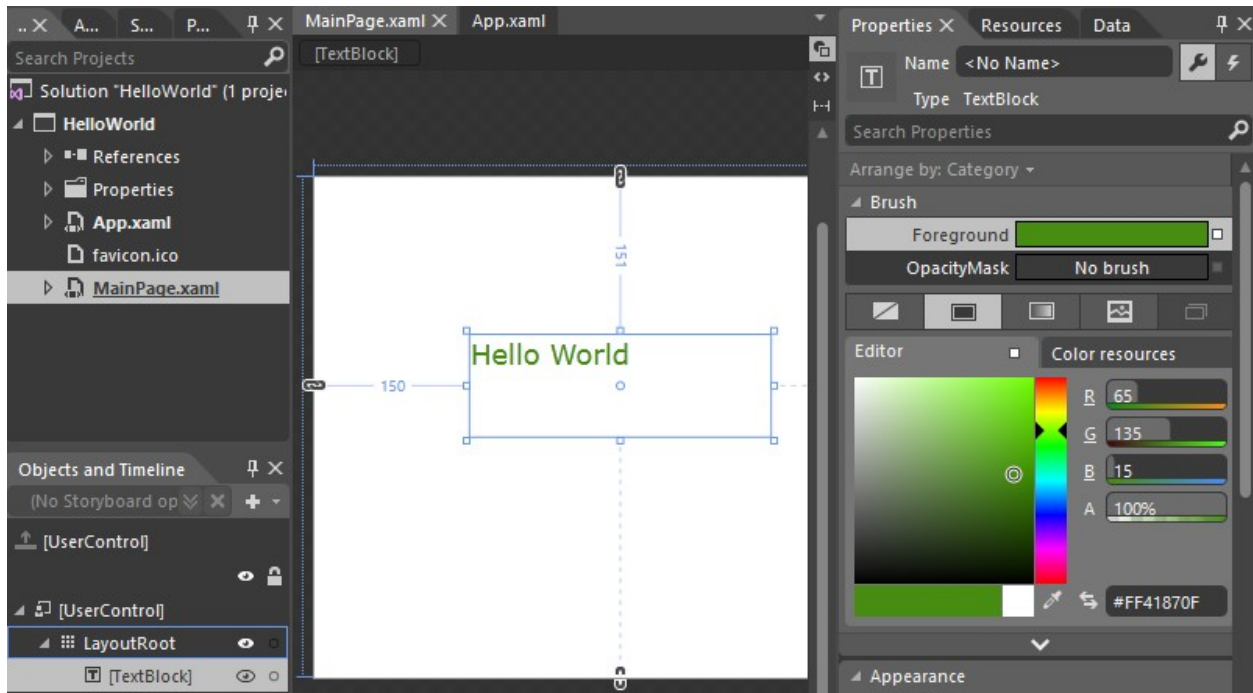 .. A... S... P...
Search Projects
Solution "HelloWorld" (1 proje
HelloWorld
References
Properties
App.xaml
favicon.ico
MainPage.xaml
Objects and Timeline
(No Storyboard op
[UserControl]
[UserControl]
LayoutRoot
T [TextBlock]
MainPage.xaml App.xaml
[TextBlock]
151
Hello World
150
Properties Resources Data
T
Name <No Name>
Type TextBlock
Search Properties
Arrange by: Category
Brush
Foreground
OpacityMask No brush
Editor Color resources
R 65
G 135
B 15
A 100%
#FF41870F
Appearance